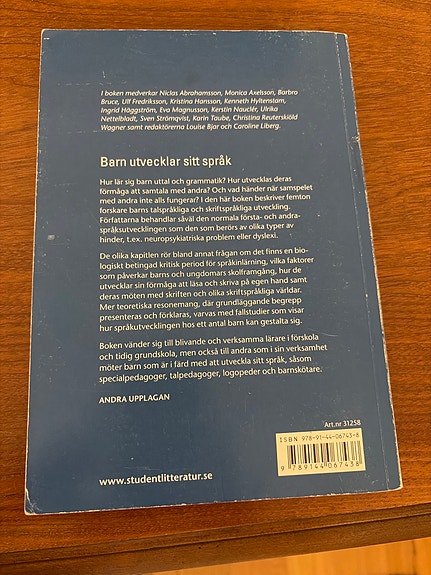 I boken medverkar Niclas Abrahamsson, Monica Axelsson, Barbro
Bruce, Ulf Fredriksson, Kristina Hansson, Kenneth Hyltenstam,
Ingrid Häggström, Eva Magnusson, Kerstin Nauclér, Ulrika
Nettelbladt, Sven Strömqvist, Karin Taube, Christina Reuterskiöld
Wagner samt redaktörerna Louise Bjar och Caroline Liberg.
Barn utvecklar sitt språk
Hur lär sig barn uttal och grammatik? Hur utvecklas deras
förmåga att samtala med andra? Och vad händer när samspelet
med andra inte alls fungerar? I den här boken beskriver femton
forskare barns talspråkliga och skriftspråkliga utveckling.
Författarna behandlar såväl den normala första- och andra-
språksutvecklingen som den som berörs av olika typer av
hinder, t.ex. neuropsykiatriska problem eller dyslexi.
De olika kapitlen rör bland annat frågan om det finns en bio-
logiskt betingad kritisk period för språkinlärning, vilka faktorer
som påverkar barns och ungdomars skolframgång, hur de
utvecklar sin förmåga att läsa och skriva på egen hand samt
deras möten med skriften och olika skriftspråkliga världar.
Mer teoretiska resonemang, där grundläggande begrepp
presenteras och förklaras, varvas med fallstudier som visar
hur språkutvecklingen hos ett antal barn kan gestalta sig.
Boken vänder sig till blivande och verksamma lärare i förskola
och tidig grundskola, men också till andra som i sin verksamhet
möter barn som är i färd med att utveckla sitt språk, såsom
specialpedagoger, talpedagoger, logopeder och barnskötare.
ANDRA UPPLAGAN
Art.nr 31258
ISBN 978-91-44-06743-8
9 789144 067438
www.studentlitteratur.se